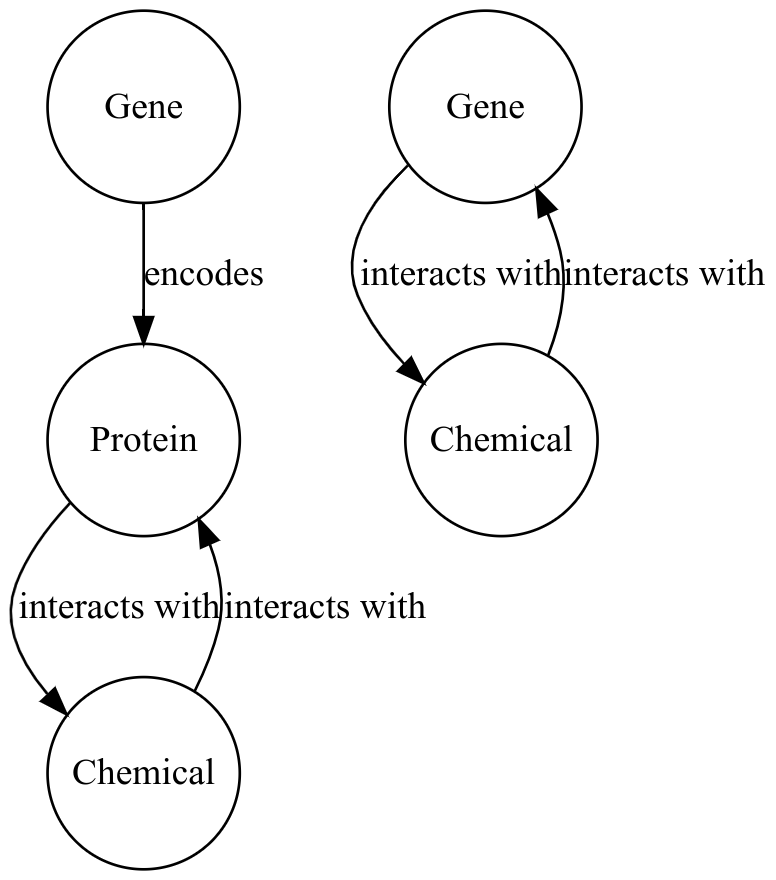 Gene
encodes
Protein
interacts with
interacts with
Chemical
Gene
interacts with
interacts with
Chemical